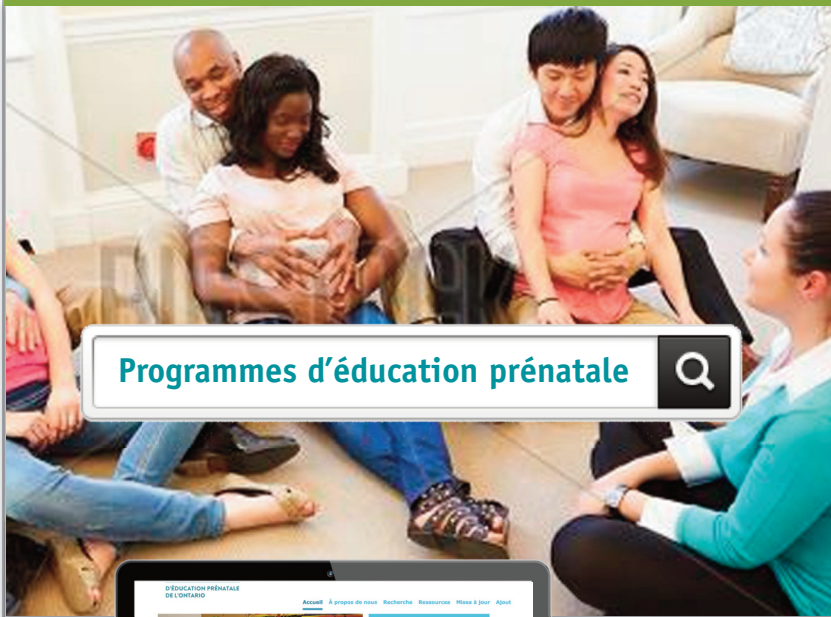 Programmes d'éducation prénatale
D'ÉDUCATION PRÉNATALE
DE L'ONTARIO
Accueil À propos de nous Recherche Ressources Mises à jour Ajout